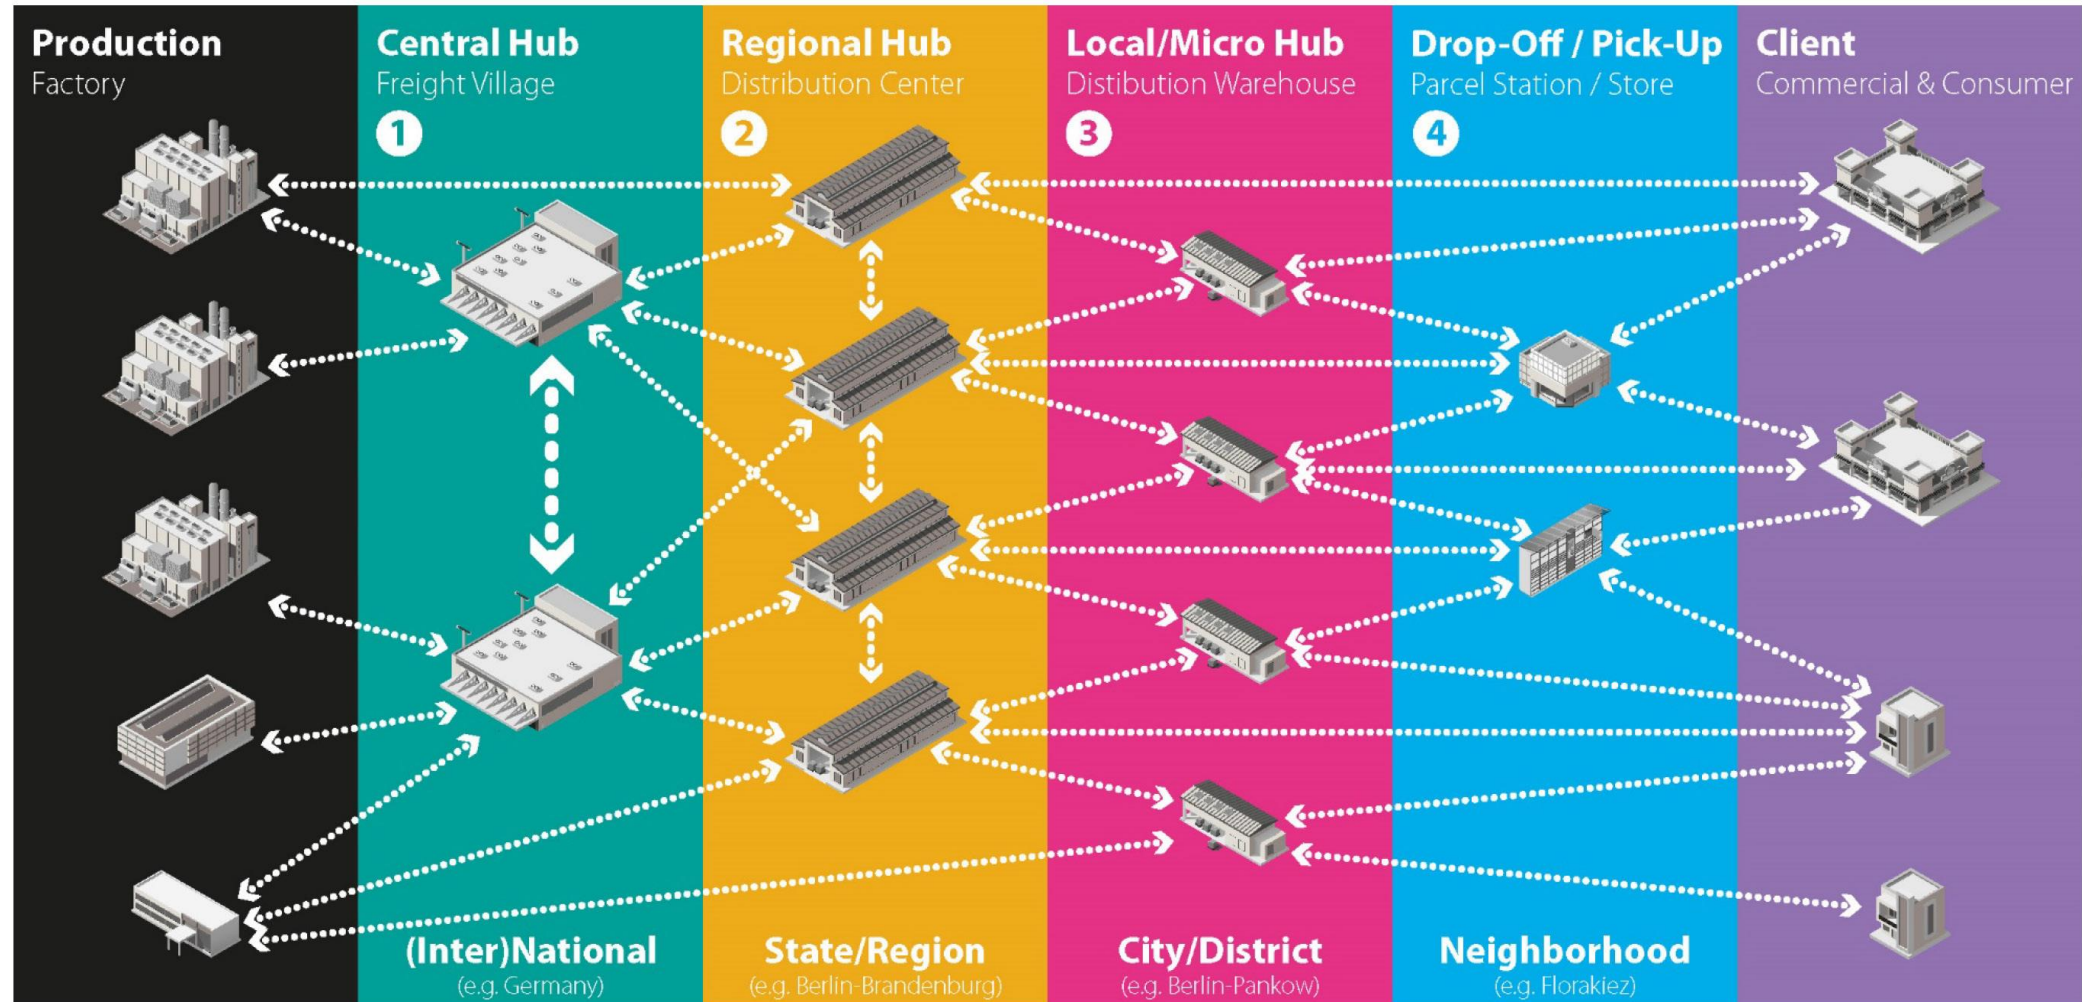 Production
Factory
Central Hub
Freight Village
1
Regional Hub
Distribution Center
2
Local/Micro Hub
Distibution Warehouse
3
Drop-Off / Pick-Up
Parcel Station / Store
4
Client
Commercial & Consumer
(Inter)National
(e.g. Germany)
State/Region
(e.g. Berlin-Brandenburg)
City/District
(e.g. Berlin-Pankow)
Neighborhood
(e.g. Florakiez)